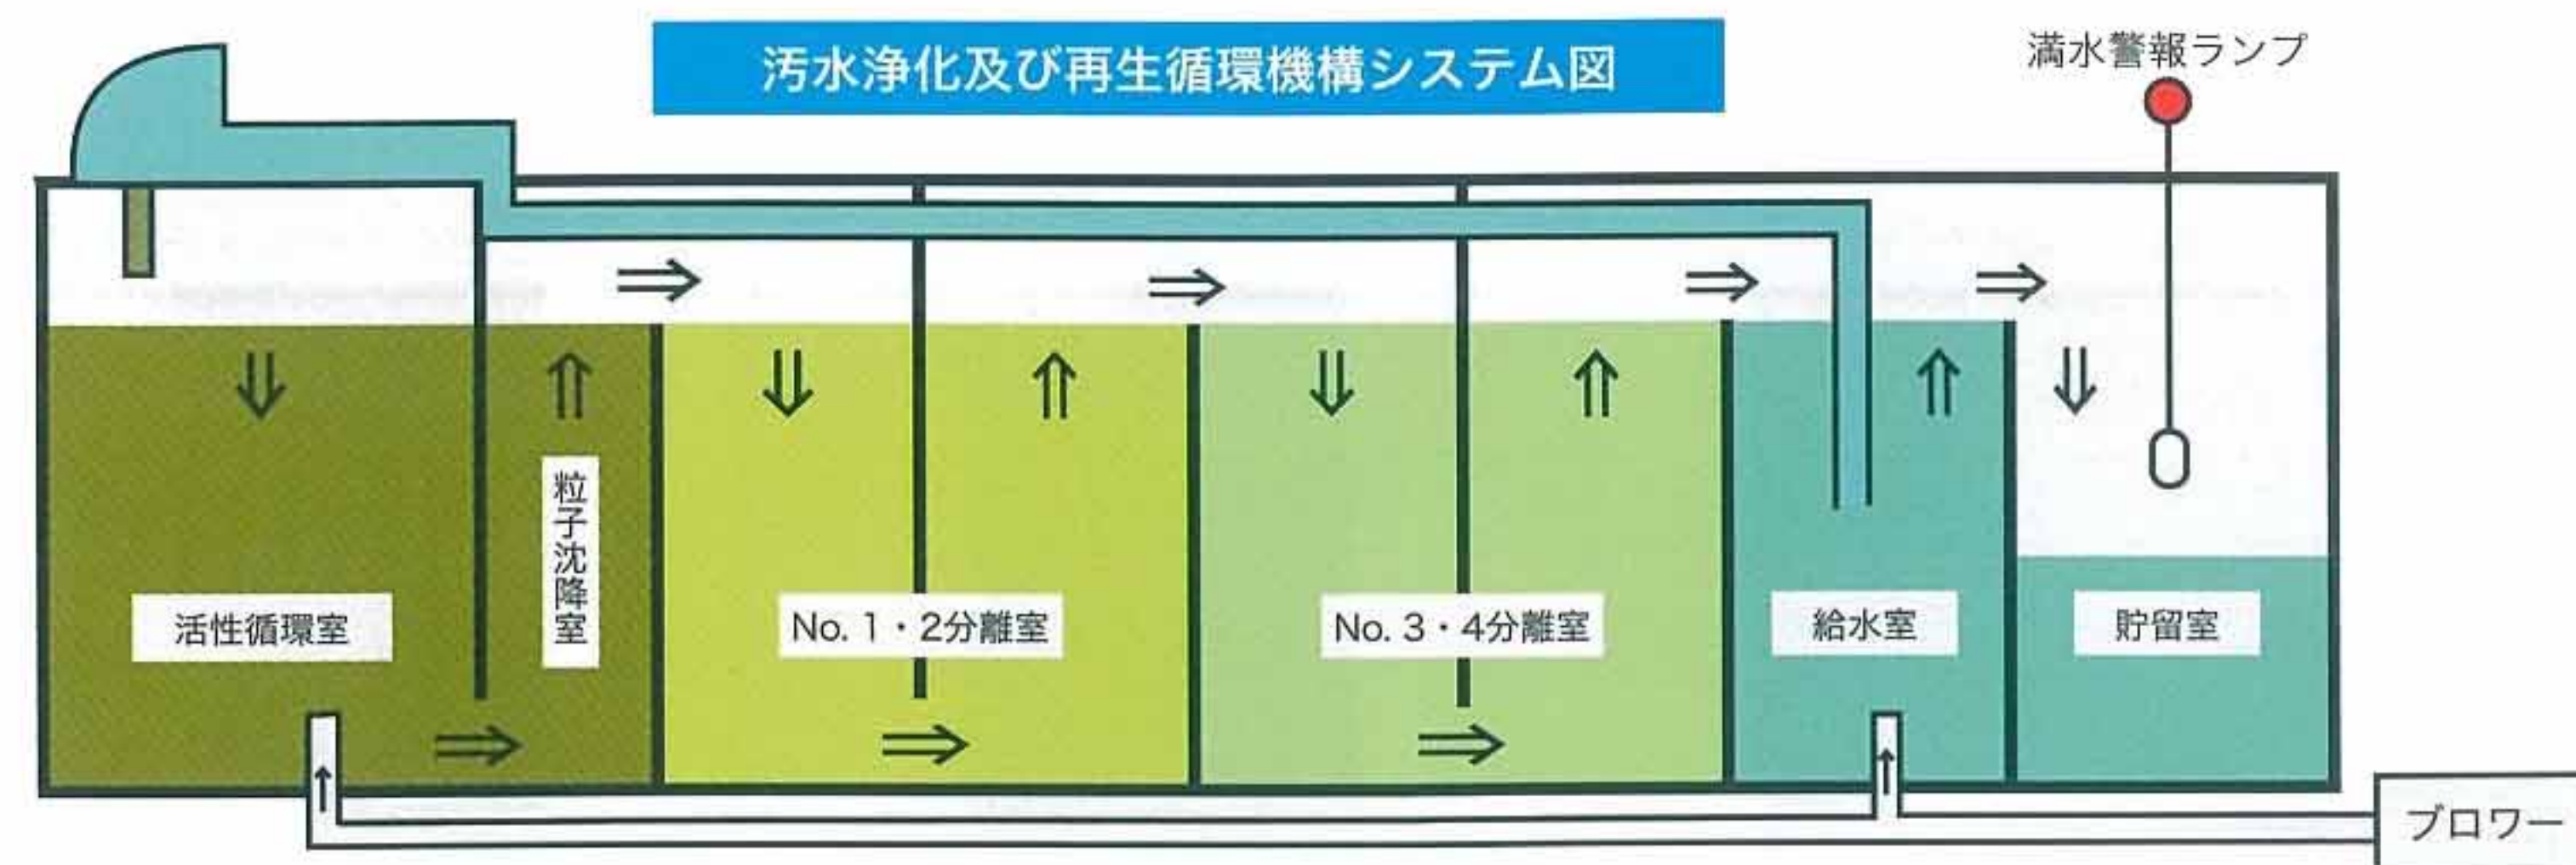 汚水浄化及び再生循環機構システム図
満水警報ランプ
活性循環室
粒子沈降室
No. 1・2分離室
No. 3・4分離室
給水室
貯留室
ブロワー